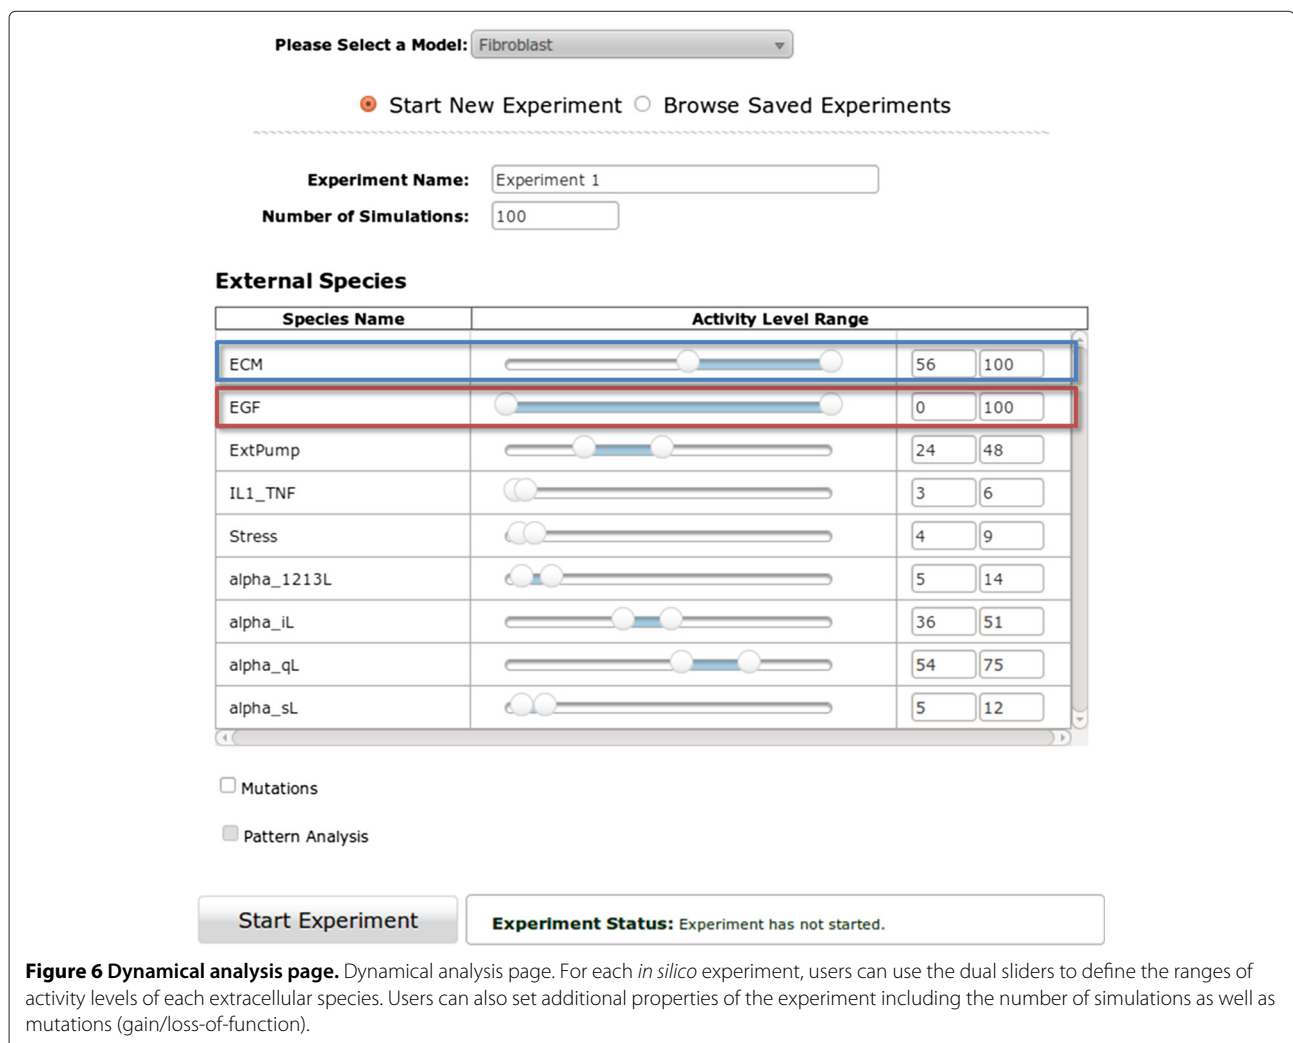 Please Select a Model: Fibroblast
Start New Experiment Browse Saved Experiments
Experiment Name: Experiment 1
Number of Simulations: 100
External Species
Species Name Activity Level Range
ECM 56 100
EGF 0 100
ExtPump 24 48
IL1_TNF 3 6
Stress 4 9
alpha_1213L 5 14
alpha_iL 36 51
alpha_qL 54 75
alpha_sL 5 12
Mutations
Pattern Analysis
Start Experiment Experiment Status: Experiment has not started.
Figure 6 Dynamical analysis page. Dynamical analysis page. For each in silico experiment, users can use the dual sliders to define the ranges of
activity levels of each extracellular species. Users can also set additional properties of the experiment including the number of simulations as well as
mutations (gain/loss-of-function).